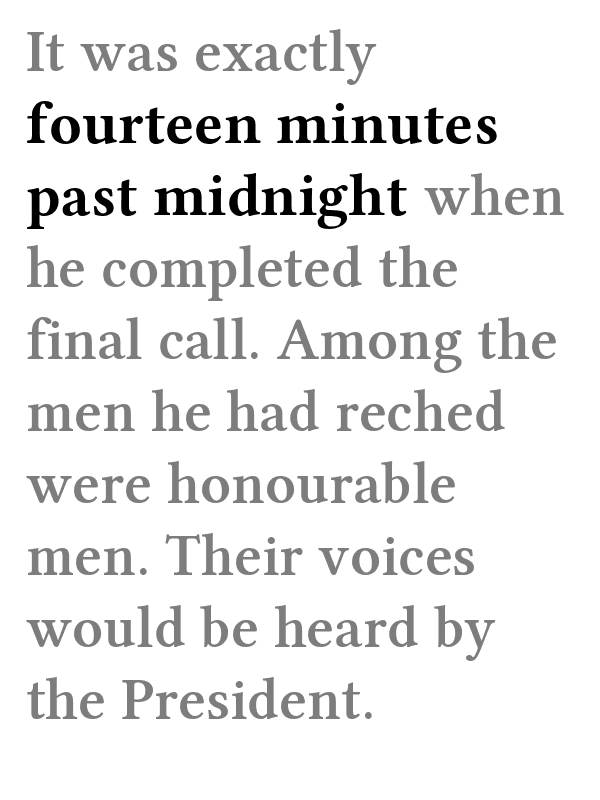 It was exactly
fourteen minutes
past midnight when
he completed the
final call. Among the
men he had reched
were honourable
men. Their voices
would be heard by
the President.